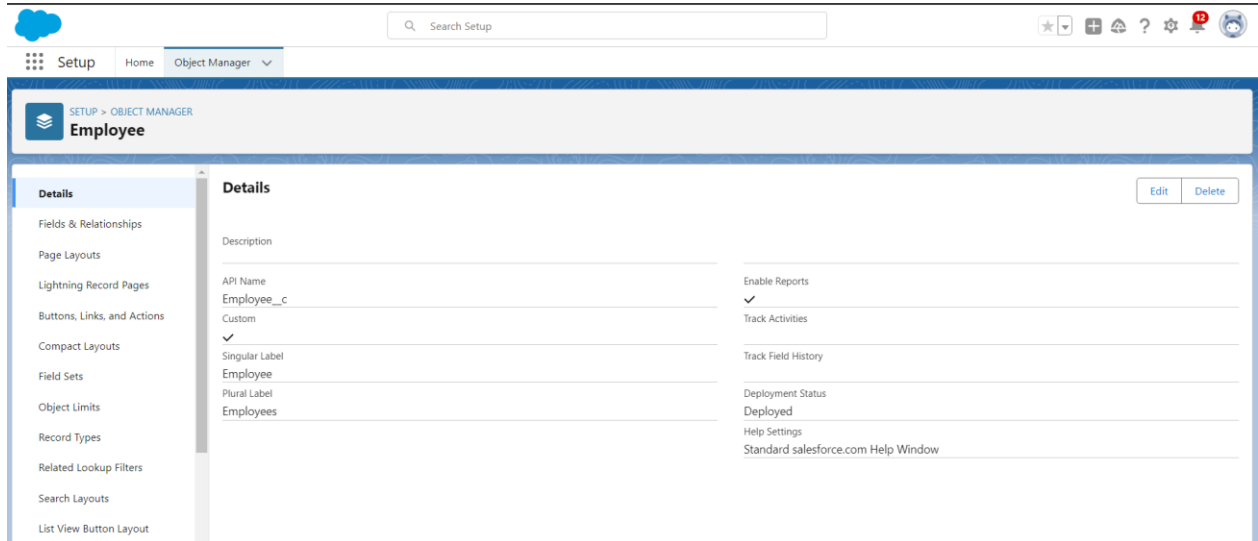 Search Setup
12
Setup
Home
Object Manager
SETUP > OBJECT MANAGER
Employee
Details
Fields & Relationships
Page Layouts
Lightning Record Pages
Buttons, Links, and Actions
Compact Layouts
Field Sets
Object Limits
Record Types
Related Lookup Filters
Search Layouts
List View Button Layout
Details
Edit
Delete
Description
API Name
Employee__c
Custom
Singular Label
Employee
Plural Label
Employees
Enable Reports
Track Activities
Track Field History
Deployment Status
Deployed
Help Settings
Standard salesforce.com Help Window